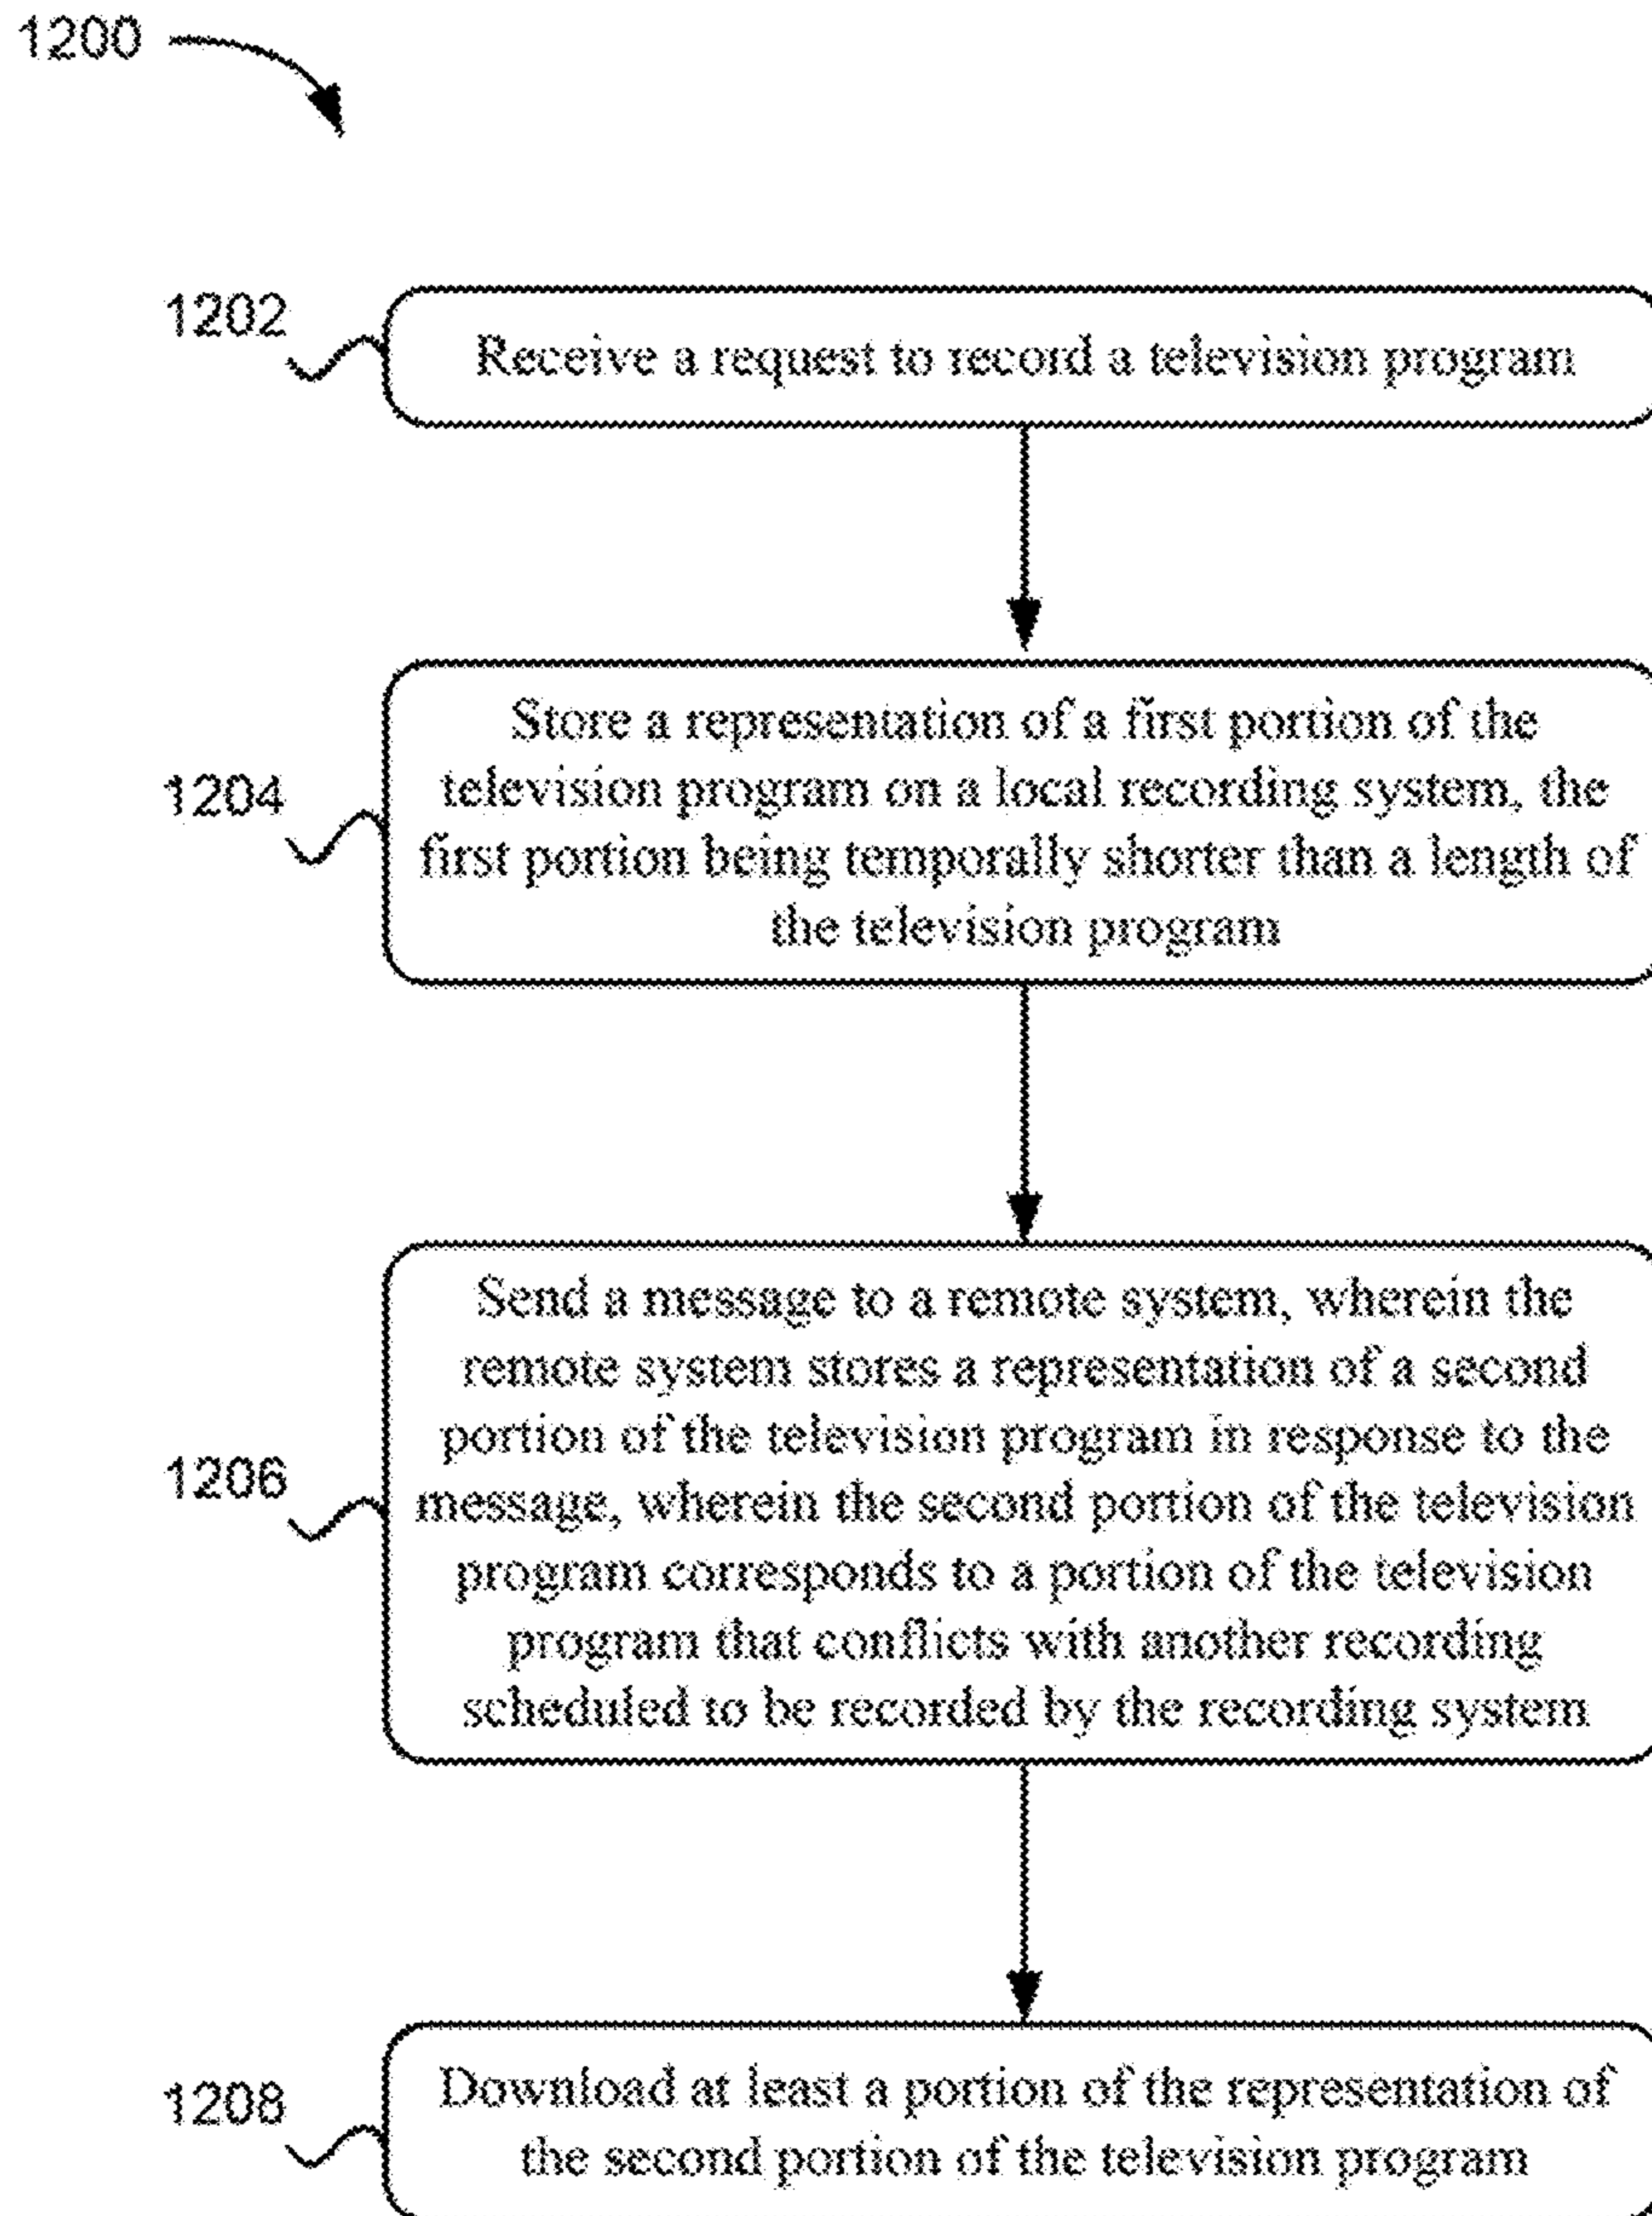 1200
1202
Receive a request to record a television program
1204
Store a representation of a first portion of the
television program on a local recording system, the
first portion being temporally shorter than a length of
the television program
1206
Send a message to a remote system, wherein the
remote system stores a representation of a second
portion of the television program in response to the
message, wherein the second portion of the television
program corresponds to a portion of the television
program that conflicts with another recording
scheduled to be recorded by the recording system
1208
Download at least a portion of the representation of
the second portion of the television program